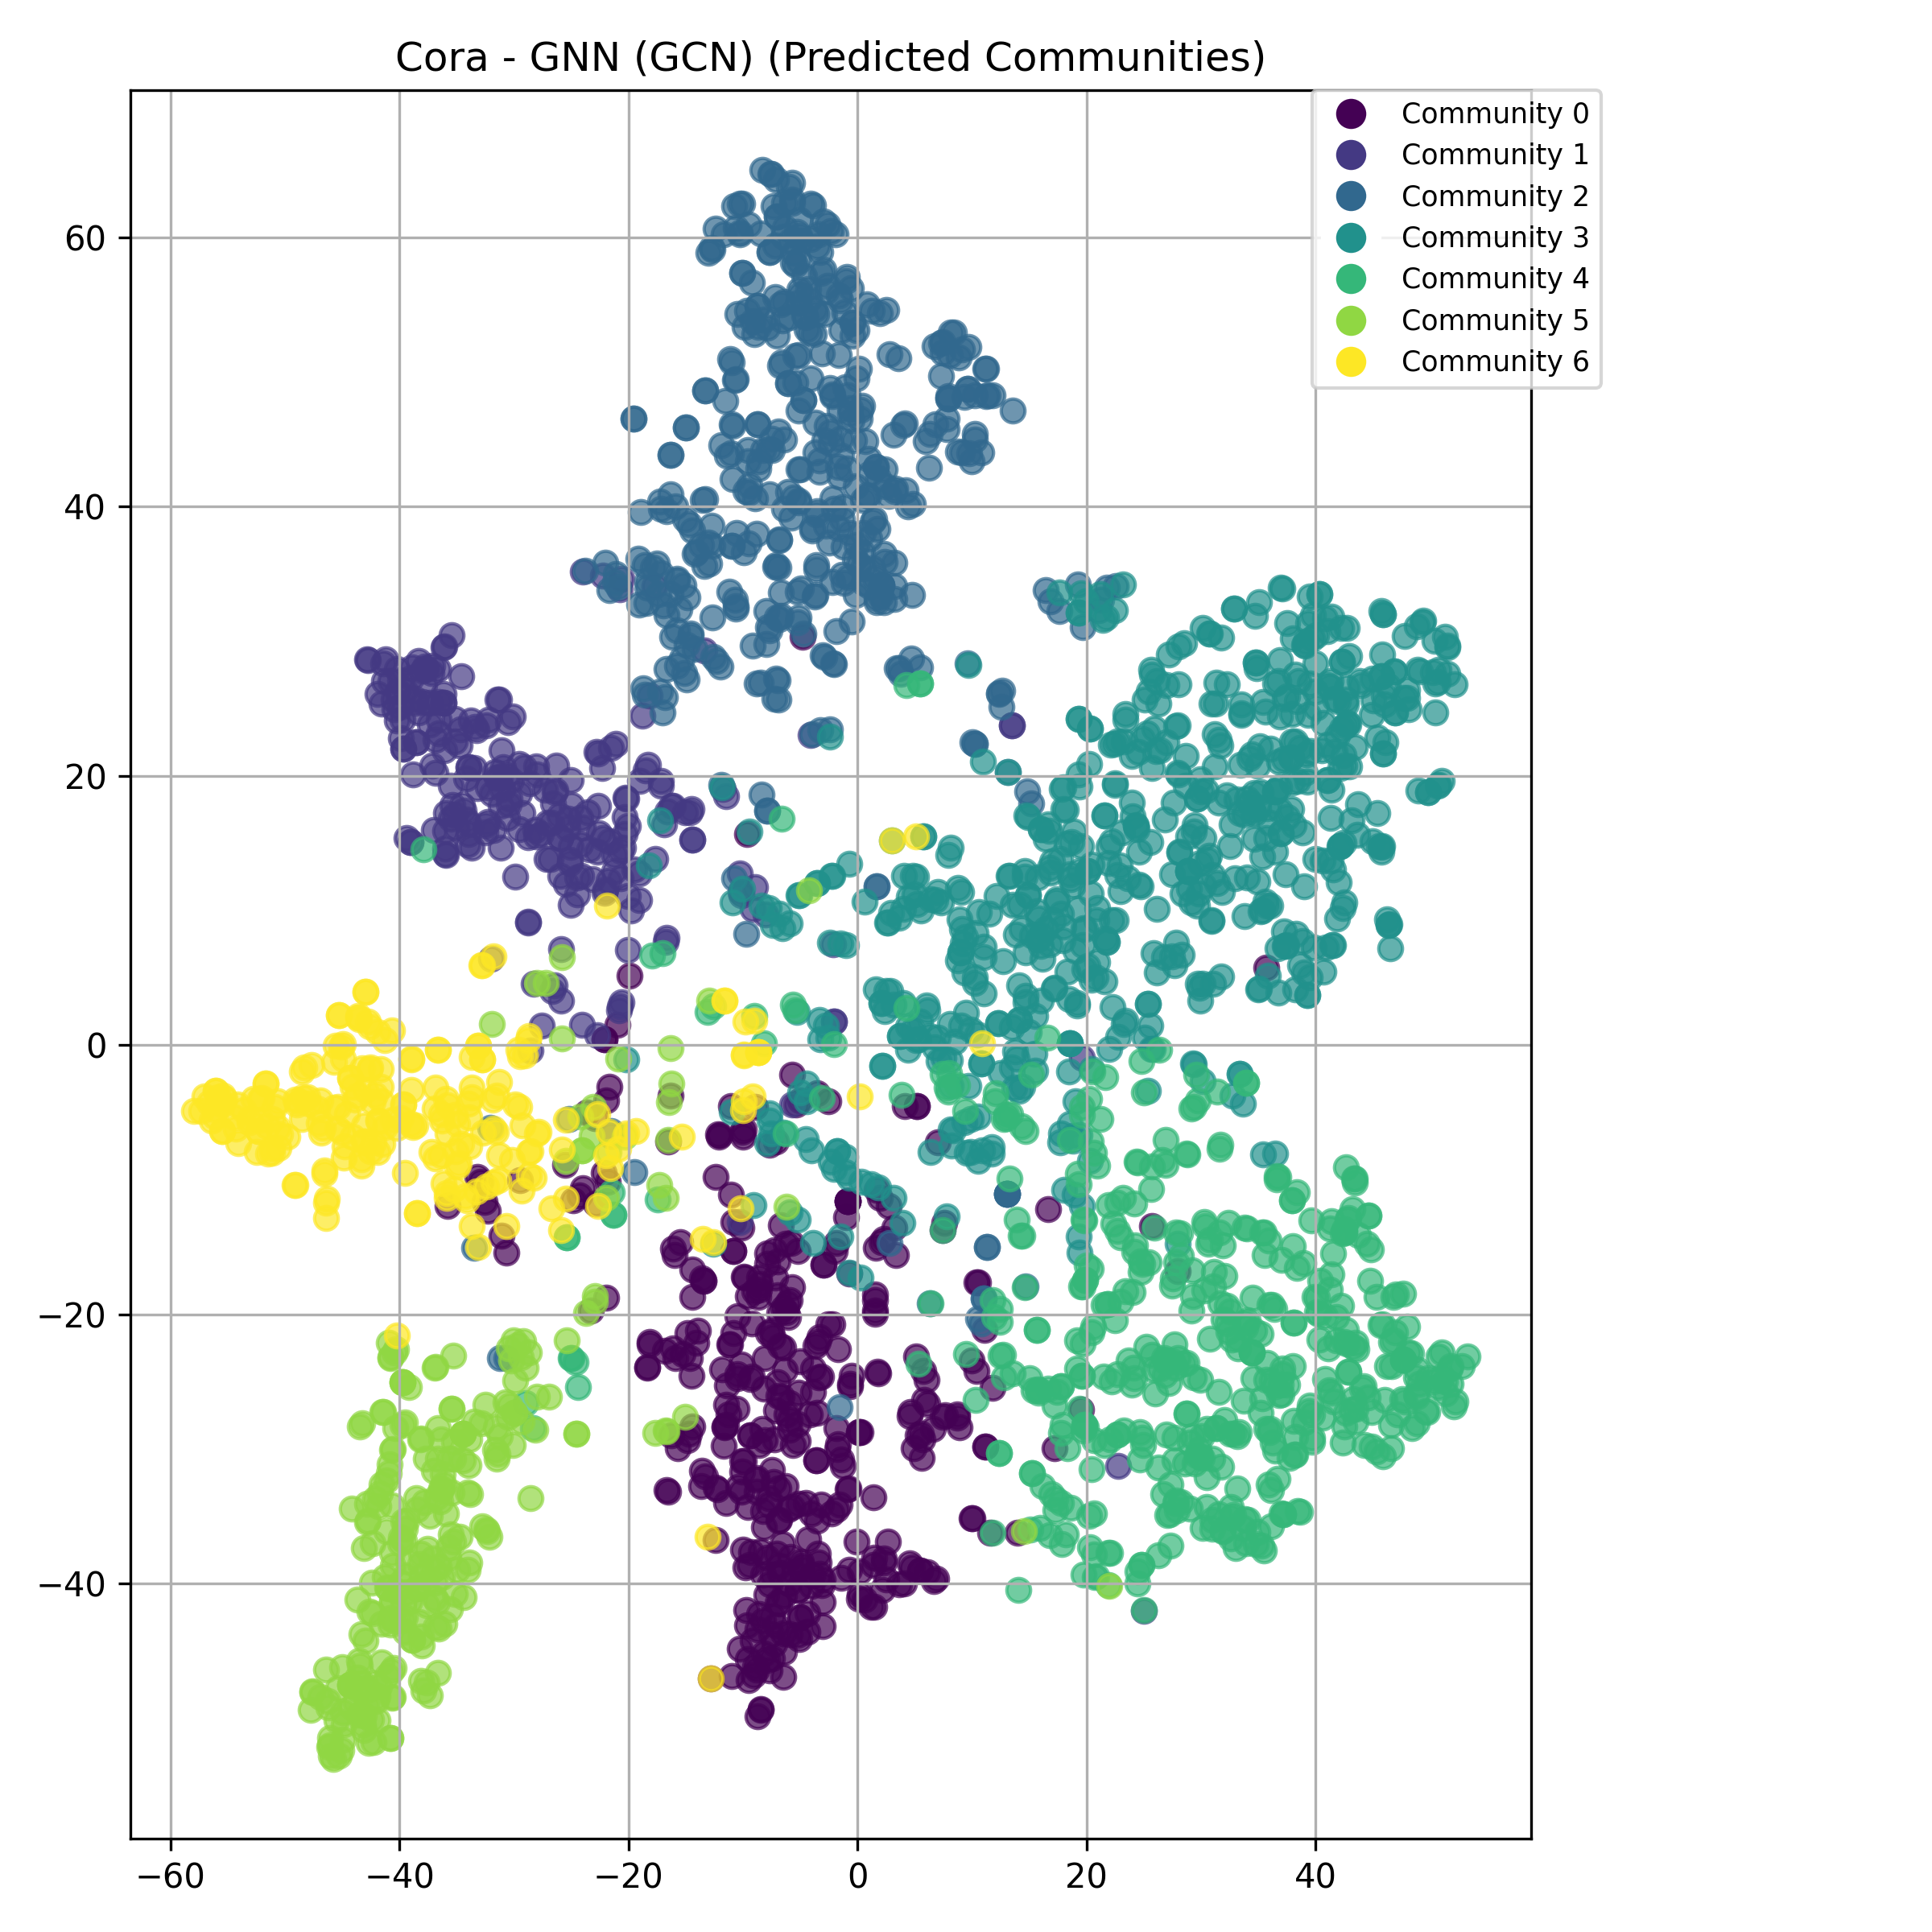 Cora - GNN (GCN) (Predicted Communities)
Community 0
Community 1
Community 2
Community 3
Community 4
Community 5
Community 6
60
40
20
0
−20
−40
−60
−40
−20
0
20
40